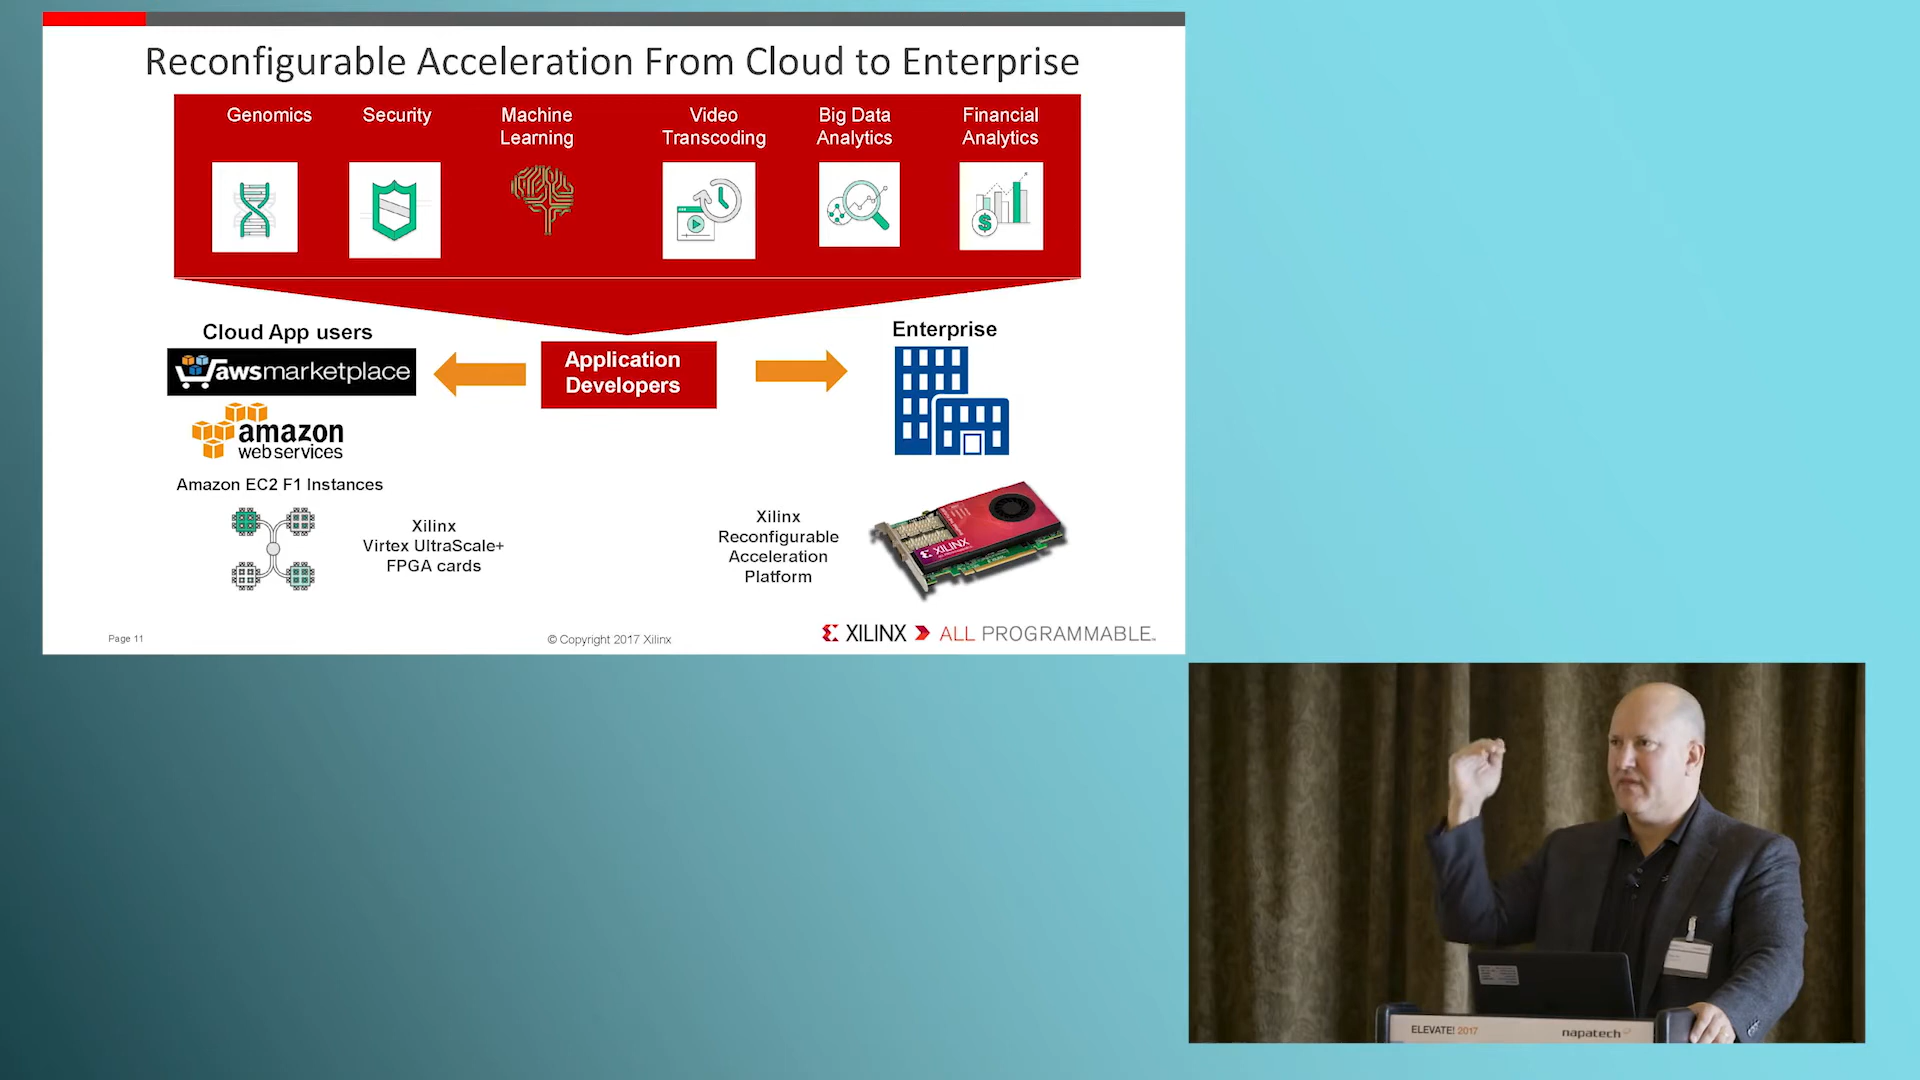 Reconfigurable Acceleration From Cloud to Enterprise
Genomics
Security
Machine
Learning
Video
Transcoding
Big Data
Analytics
Financial
Analytics
Cloud App users
awsmarketplace
amazon
webservices
Amazon EC2 F1 Instances
Xilinx
Virtex UltraScale+
FPGA cards
Application
Developers
Enterprise
Xilinx
Reconfigurable
Acceleration
Platform
XILINX
Page 11
© Copyright 2017 Xilinx
XILINX ALL PROGRAMMABLE
ELEVATE! 2017
napatech